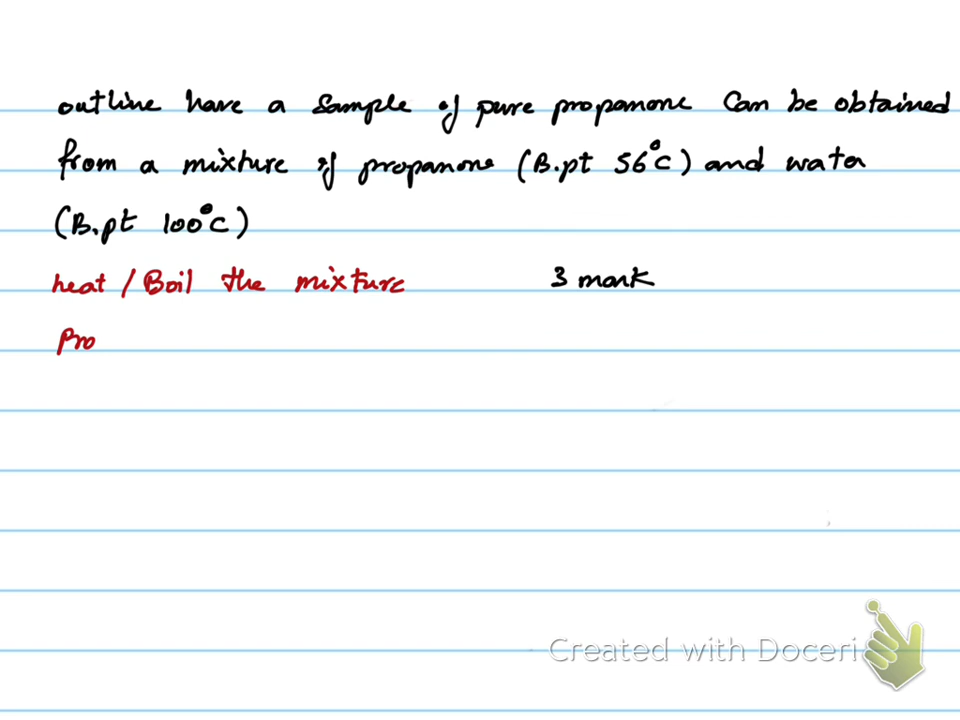 outline have a sample of pure propanone can be obtained
from a mixture of propanone (B.pt 56°C) and water
(B.pt 100°C)
heat / Boil the mixture 3 mark
Pro
Created with Doceri